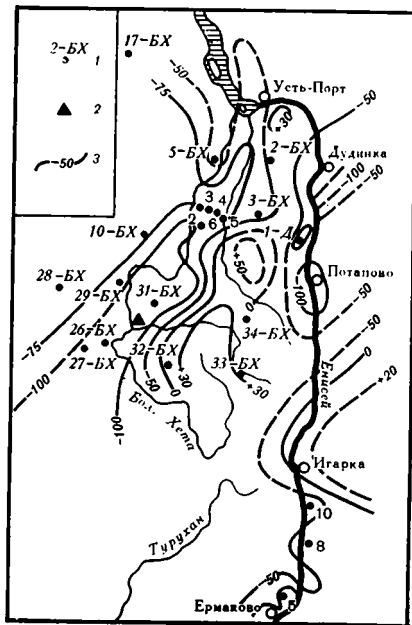 2-БХ
1
2
-50
3
17-БХ
-50
-75
Усть-Порт
+30
-50
5-БХ
2-БХ
Дудинка
-100
-50
3
4
3-БХ
2
6
5
1-Д
10-БХ
+50
28-БХ
29-БХ
31-БХ
-100
Потапово
0
34-БХ
-50
-75
26-БХ
-100
27-БХ
32-БХ
-50
0
+30
33-БХ
+30
-50
0
+20
Енисей
-100
Бол. Хета
Игарка
10
Турухан
8
-50
Ермаково